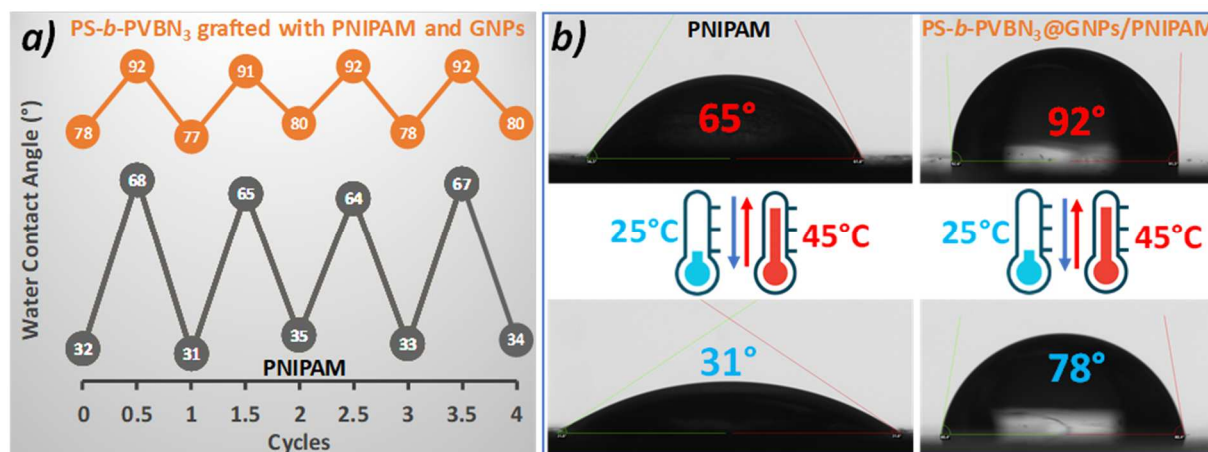 a) PS-b-PVBN₃ grafted with PNIPAM and GNPs
Water Contact Angle (°)
78 92 77 91 80 92 78 92 80
32 68 31 65 35 64 33 67 34
PNIPAM
0 0.5 1 1.5 2 2.5 3 3.5 4
Cycles
b) PNIPAM
65°
25°C 45°C
31°
PS-b-PVBN₃@GNPs/PNIPAM
92°
25°C 45°C
78°